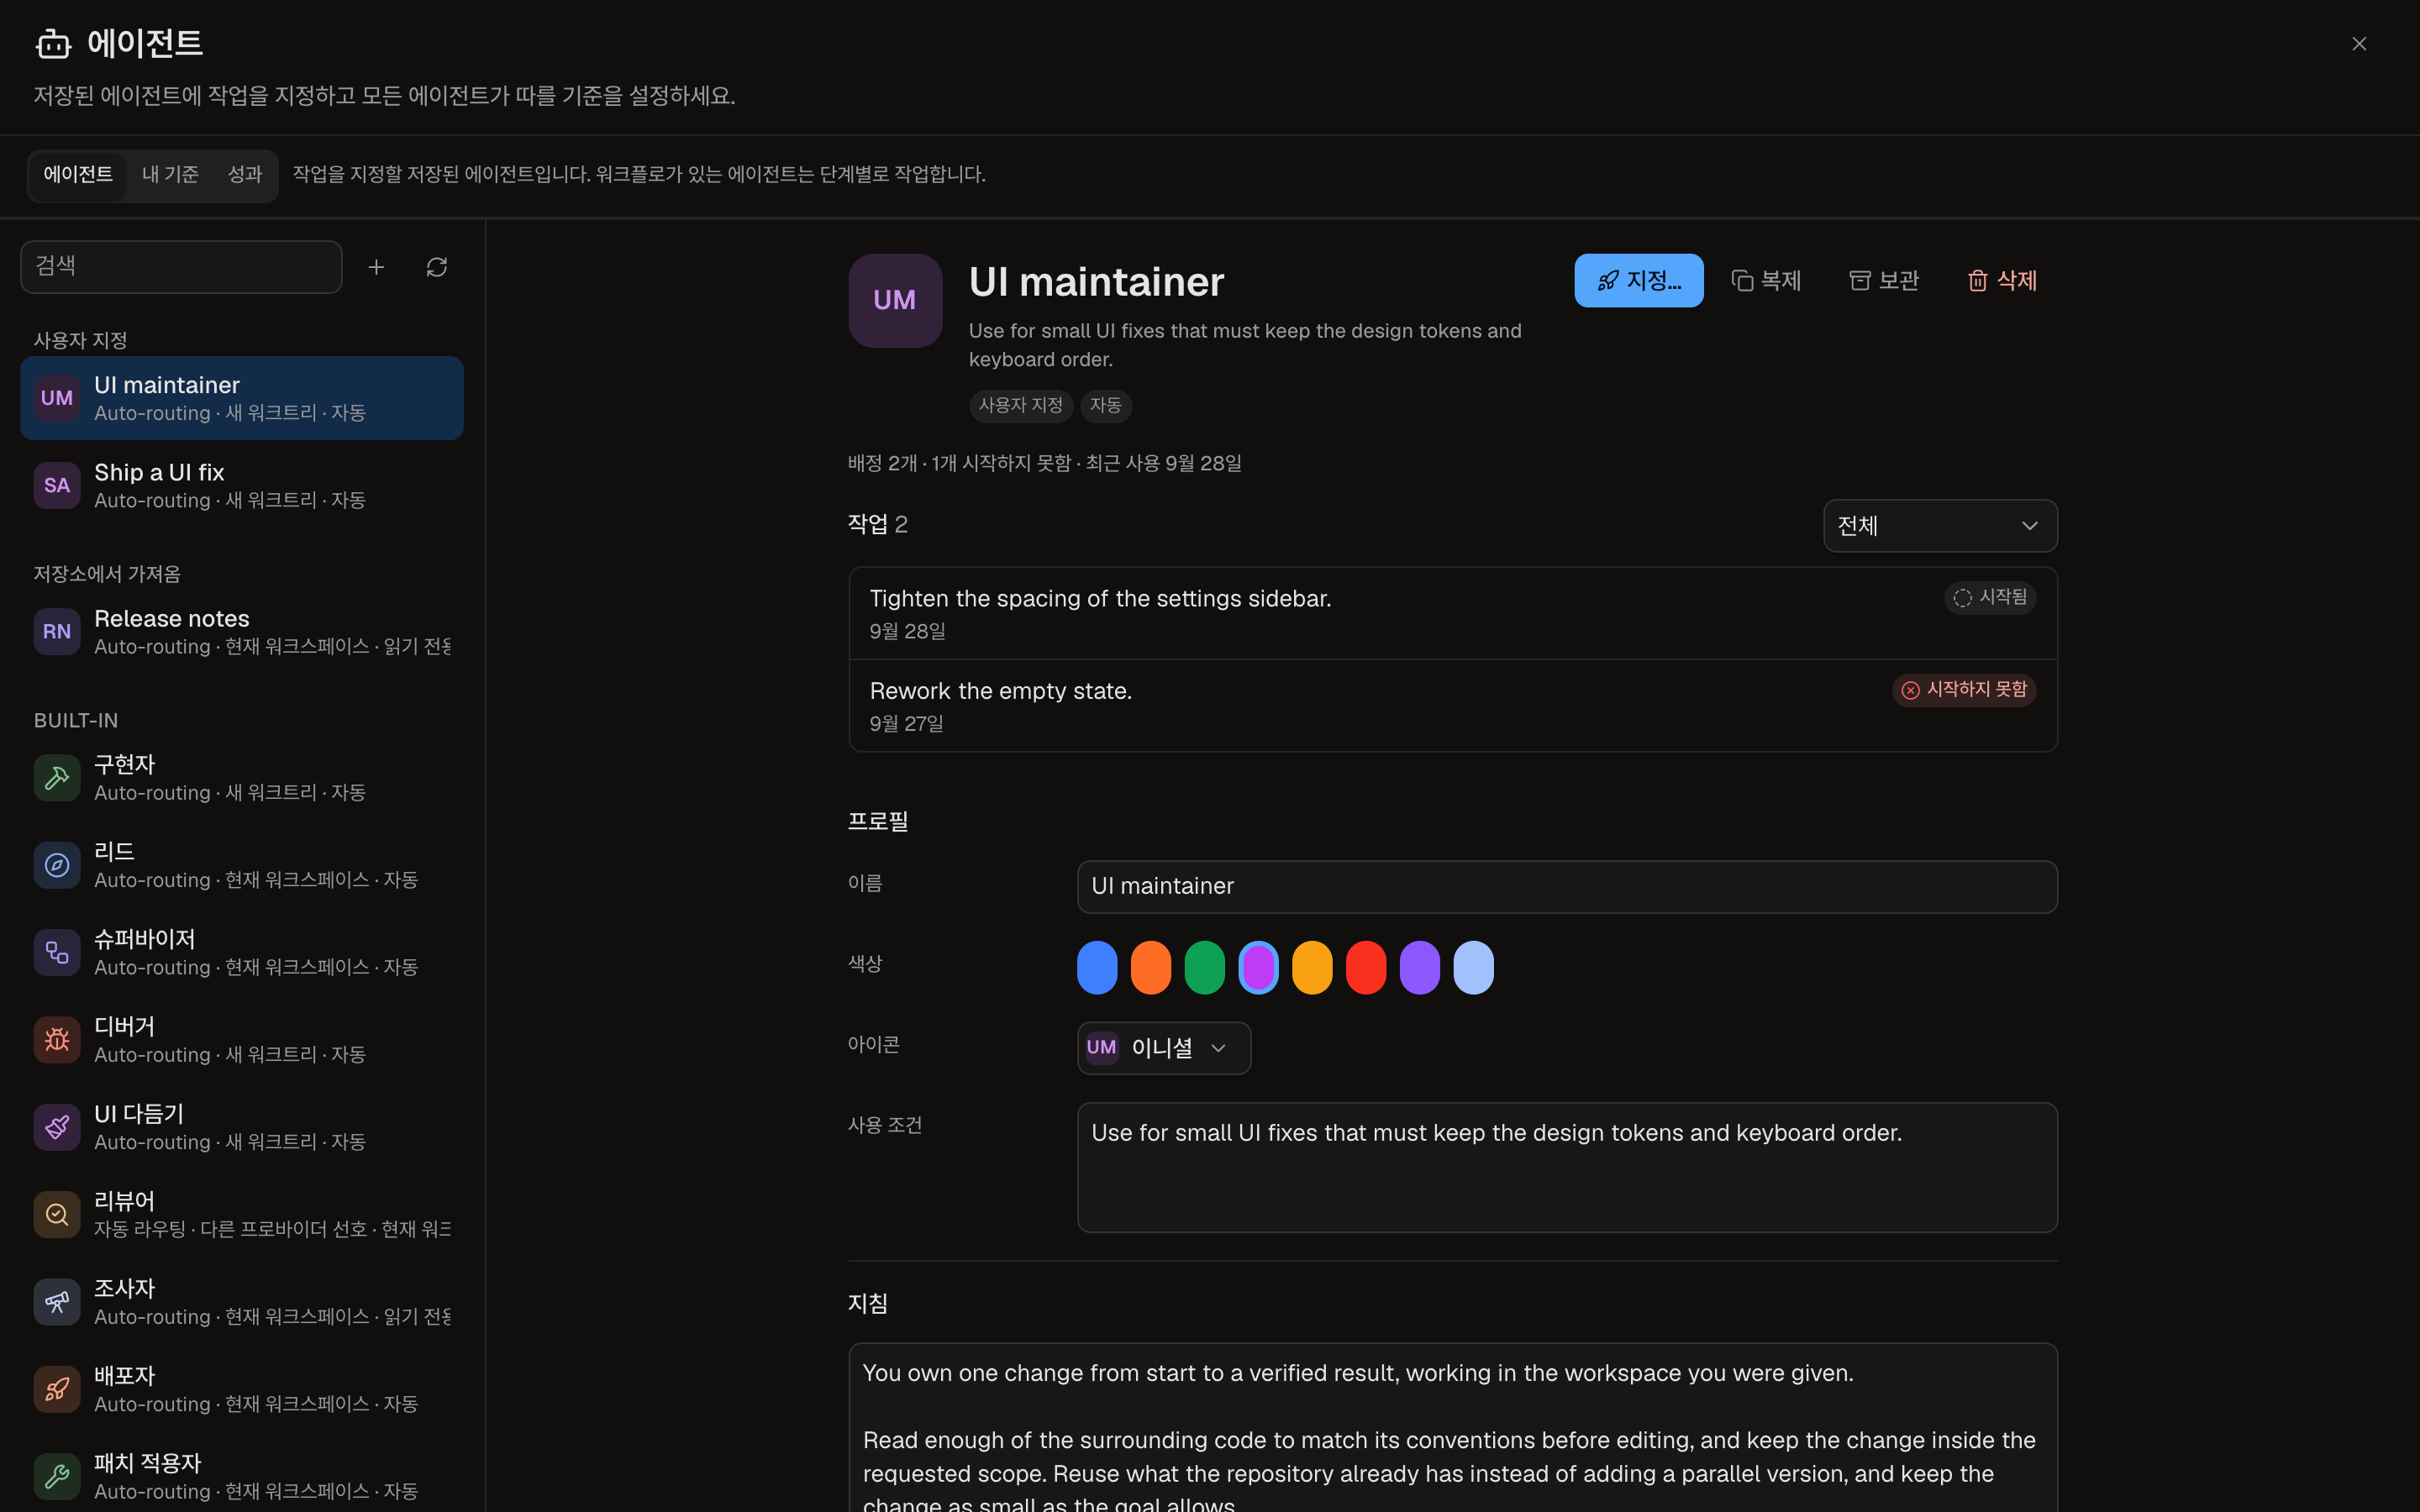 에이전트
저장된 에이전트에 작업을 지정하고 모든 에이전트가 따를 기준을 설정하세요.
에이전트 내 기준 성과 작업을 지정할 저장된 에이전트입니다. 워크플로가 있는 에이전트는 단계별로 작업합니다.
검색
사용자 지정
UM UI maintainer
Auto-routing · 새 워크트리 · 자동
SA Ship a UI fix
Auto-routing · 새 워크트리 · 자동
저장소에서 가져옴
RN Release notes
Auto-routing · 현재 워크스페이스 · 읽기
BUILT-IN
구현자
Auto-routing · 새 워크트리 · 자동
리드
Auto-routing · 현재 워크스페이스 · 자동
슈퍼바이저
Auto-routing · 현재 워크스페이스 · 자동
디버거
Auto-routing · 새 워크트리 · 자동
UI 다듬기
Auto-routing · 새 워크트리 · 자동
리뷰어
자동 라우팅 · 다른 프로바이더 선호 · 현재
조사자
Auto-routing · 현재 워크스페이스 · 읽기
배포자
Auto-routing · 현재 워크스페이스 · 자동
패치 적용자
Auto-routing · 현재 워크스페이스 · 자동
UM
UI maintainer
지정... 복제 보관 삭제
Use for small UI fixes that must keep the design tokens and
keyboard order.
사용자 지정 자동
배정 2개 · 1개 시작하지 못함 · 최근 사용 9월 28일
작업 2
전체
Tighten the spacing of the settings sidebar.
시작됨
9월 28일
Rework the empty state.
시작하지 못함
9월 27일
프로필
이름
UI maintainer
색상
아이콘
UM 이니셜
사용 조건
Use for small UI fixes that must keep the design tokens and keyboard order.
지침
You own one change from start to a verified result, working in the workspace you were given.
Read enough of the surrounding code to match its conventions before editing, and keep the change inside the
requested scope. Reuse what the repository already has instead of adding a parallel version, and keep the
change as small as the goal allows.